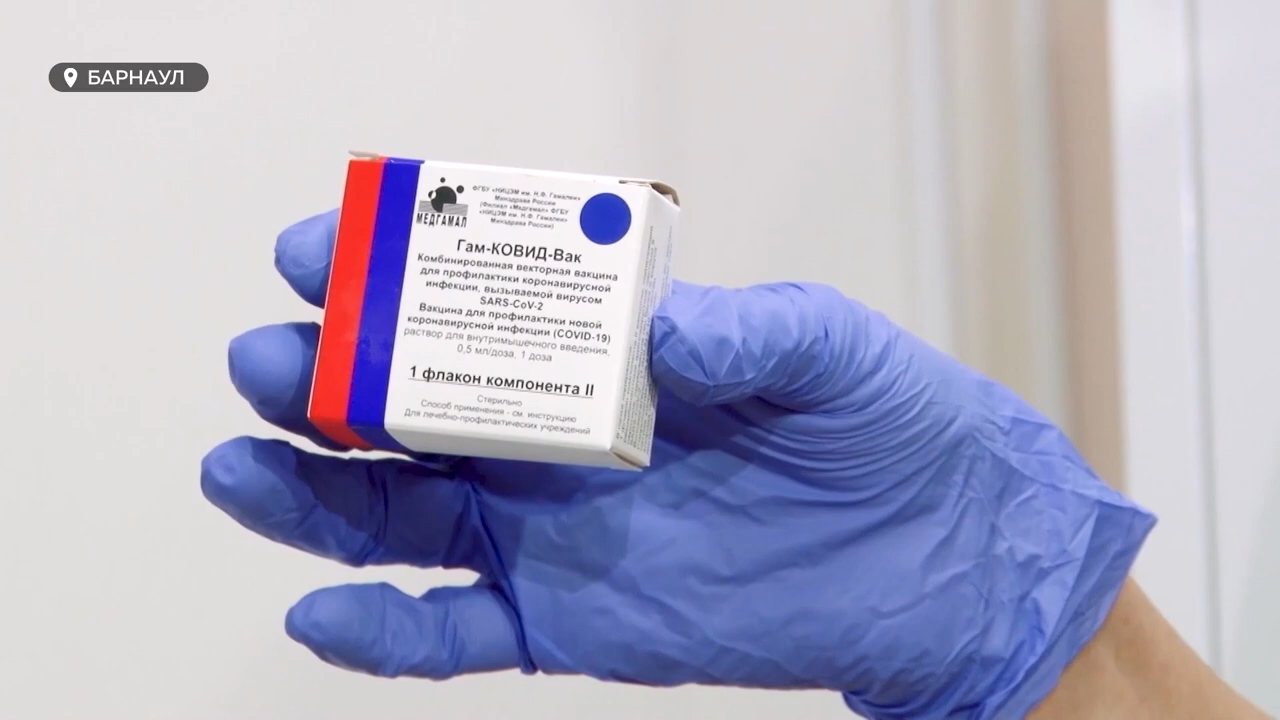 БАРНАУЛ
МЕДГАМАЛ
ФГБУ «НИЦЭМ им. Н.Ф. Гамалеи»
Минздрава России
(Филиал «Медгамал» ФГБУ
«НИЦЭМ им. Н.Ф. Гамалеи»
Минздрава России)
Гам-КОВИД-Вак
Комбинированная векторная вакцина
для профилактики коронавирусной
инфекции, вызываемой вирусом
SARS-CoV-2
Вакцина для профилактики новой
коронавирусной инфекции (COVID-19)
раствор для внутримышечного введения,
0,5 мл/доза, 1 доза
1 флакон компонента II
Стерильно
Способ применения - см. инструкцию
Для лечебно-профилактических учреждений